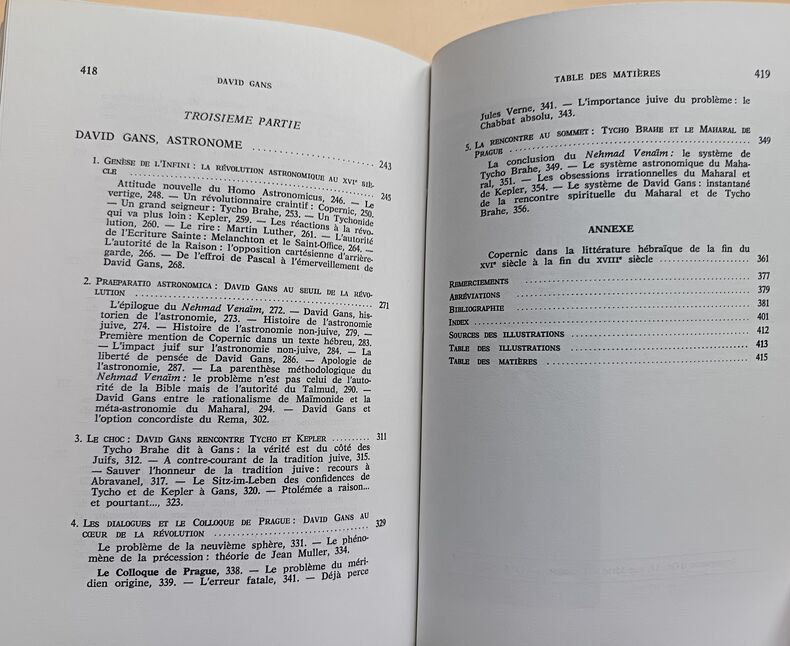 418
DAVID GANS
TROISIEME PARTIE
DAVID GANS, ASTRONOME .......... 243
1. GENÈSE DE L'INFINI : LA RÉVOLUTION ASTRONOMIQUE AU XVIe SIÈ-
CLE .......... 245
Attitude nouvelle du Homo Astronomicus, 246. — Le
vertige, 248. — Un révolutionnaire craintif : Copernic, 250.
— Un grand seigneur : Tycho Brahe, 253. — Un Tychonide
qui va plus loin : Kepler, 259. — Les réactions à la révo-
lution, 260. — Le rire : Martin Luther, 261. — L'autorité
de l'Ecriture Sainte : Melanchton et le Saint-Office, 264. —
L'autorité de la Raison : l'opposition cartésienne d'arrière-
garde, 266. — De l'effroi de Pascal à l'émerveillement de
David Gans, 268.
2. PRAEPARATIO ASTRONOMICA : DAVID GANS AU SEUIL DE LA RÉVO-
LUTION .......... 271
L'épilogue du Nehmad Venaïm, 272. — David Gans, his-
torien de l'astronomie, 273. — Histoire de l'astronomie
juive, 274. — Histoire de l'astronomie non-juive, 279. —
Première mention de Copernic dans un texte hébreu, 283.
— L'impact juif sur l'astronomie non-juive, 284. — La
liberté de pensée de David Gans, 286. — Apologie de
l'astronomie, 287. — La parenthèse méthodologique du
Nehmad Venaïm : le problème n'est pas celui de l'auto-
rité de la Bible mais de l'autorité du Talmud, 290. —
David Gans entre le rationalisme de Maïmonide et la
méta-astronomie du Maharal, 294. — David Gans et
l'option concordiste du Rema, 302.
3. LE CHOC : DAVID GANS RENCONTRE TYCHO ET KEPLER .......... 311
Tycho Brahe dit à Gans : la vérité est du côté des
Juifs, 312. — A contre-courant de la tradition juive, 315.
— Sauver l'honneur de la tradition juive : recours à
Abravanel, 317. — Le Sitz-im-Leben des confidences de
Tycho et de Kepler à Gans, 320. — Ptolémée a raison...
et pourtant..., 323.
4. LES DIALOGUES ET LE COLLOQUE DE PRAGUE : DAVID GANS AU
CŒUR DE LA RÉVOLUTION .......... 329
Le problème de la neuvième sphère, 331. — Le phéno-
mène de la précession : théorie de Jean Muller, 334.
Le Colloque de Prague, 338. — Le problème du méri-
dien origine, 339. — L'erreur fatale, 341. — Déjà perce
TABLE DES MATIÈRES
419
Jules Verne, 341. — L'importance juive du problème : le
Chabbat absolu, 343.
5. LA RENCONTRE AU SOMMET : TYCHO BRAHE ET LE MAHARAL DE
PRAGUE .......... 349
La conclusion du Nehmad Venaïm : le système de
Tycho Brahe, 349. — Le système astronomique du Maha-
ral, 351. — Les obsessions irrationnelles du Maharal et
de Kepler, 354. — Le système de David Gans : instantané
de la rencontre spirituelle du Maharal et de Tycho
Brahe, 356.
ANNEXE
Copernic dans la littérature hébraïque de la fin du
XVIe siècle à la fin du XVIIIe siècle .......... 361
REMERCIEMENTS .......... 377
ABRÉVIATIONS .......... 379
BIBLIOGRAPHIE .......... 381
INDEX .......... 401
SOURCES DES ILLUSTRATIONS .......... 412
TABLE DES ILLUSTRATIONS .......... 413
TABLE DES MATIÈRES .......... 415